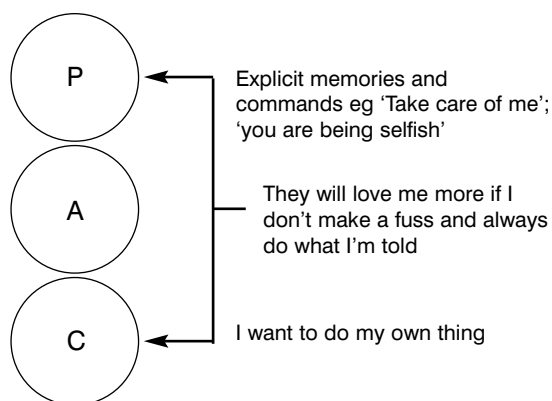 P
Explicit memories and
commands eg ‘Take care of me’;
‘you are being selfish’
A
They will love me more if I
don’t make a fuss and always
do what I’m told
C
I want to do my own thing